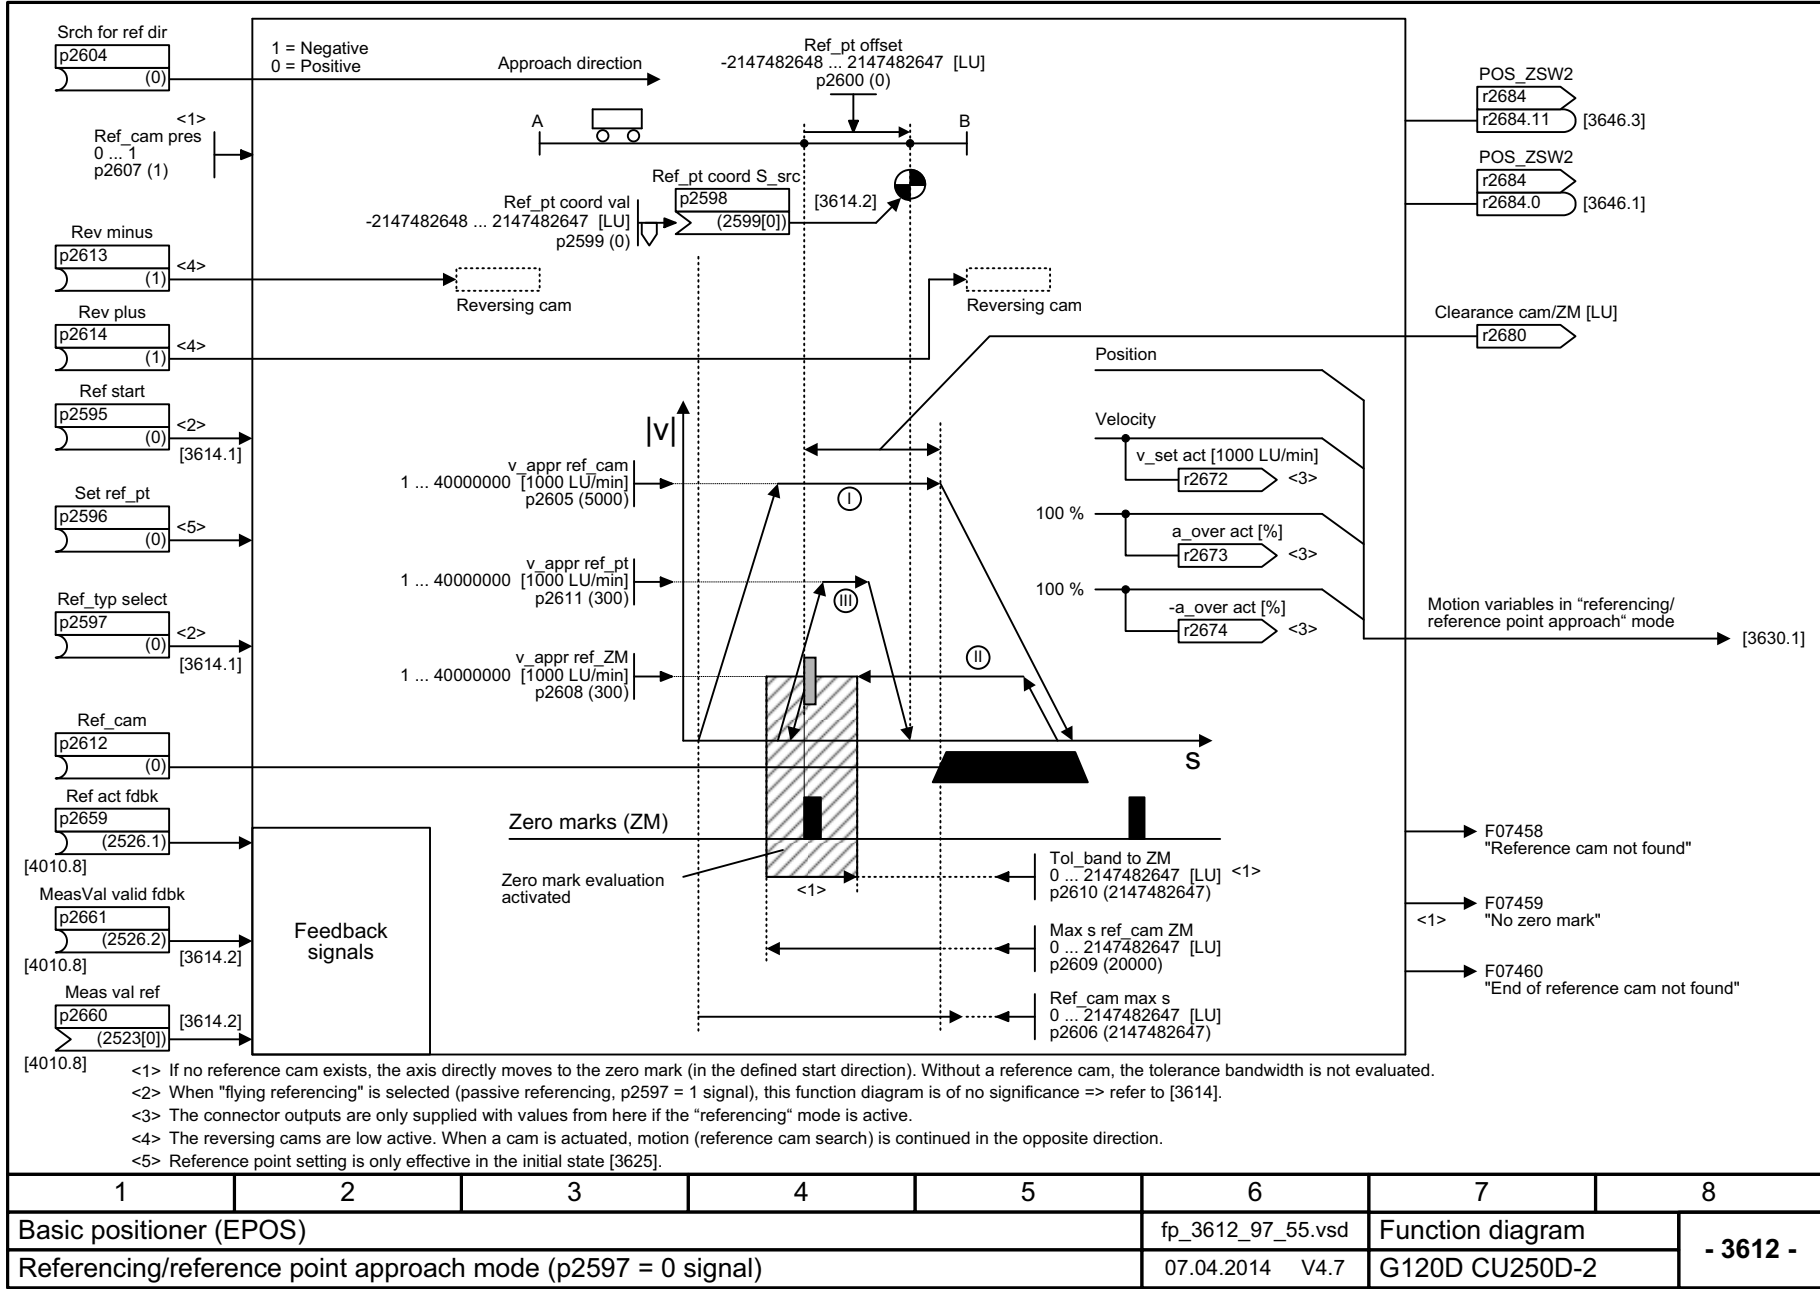 Srch for ref dir
p2604
(0)
1 = Negative
0 = Positive
Approach direction
Ref_pt offset
-2147482648 ... 2147482647 [LU]
p2600 (0)
POS_ZSW2
r2684
r2684.11
[3646.3]
<1>
Ref_cam pres
0 ... 1
p2607 (1)
A
B
POS_ZSW2
r2684
r2684.0
[3646.1]
Ref_pt coord S_src
p2598
(2599[0])
[3614.2]
Ref_pt coord val
-2147482648 ... 2147482647 [LU]
p2599 (0)
Rev minus
p2613
(1)
<4>
Reversing cam
Reversing cam
Rev plus
p2614
(1)
<4>
Clearance cam/ZM [LU]
r2680
Position
Ref start
p2595
(0)
<2>
[3614.1]
|v|
Velocity
v_set act [1000 LU/min]
r2672
<3>
v_appr ref_cam
1 ... 40000000 [1000 LU/min]
p2605 (5000)
I
Set ref_pt
p2596
(0)
<5>
100 %
a_over act [%]
r2673
<3>
v_appr ref_pt
1 ... 40000000 [1000 LU/min]
p2611 (300)
III
100 %
-a_over act [%]
r2674
<3>
Ref_typ select
p2597
(0)
<2>
[3614.1]
Motion variables in “referencing/
reference point approach“ mode
[3630.1]
v_appr ref_ZM
1 ... 40000000 [1000 LU/min]
p2608 (300)
II
Ref_cam
p2612
(0)
s
Ref act fdbk
p2659
(2526.1)
[4010.8]
Zero marks (ZM)
F07458
"Reference cam not found"
Zero mark evaluation
activated
<1>
Tol_band to ZM
0 ... 2147482647 [LU]
p2610 (2147482647)
<1>
MeasVal valid fdbk
p2661
(2526.2)
[4010.8]
[3614.2]
Feedback
signals
<1>
F07459
"No zero mark"
Max s ref_cam ZM
0 ... 2147482647 [LU]
p2609 (20000)
F07460
"End of reference cam not found"
Meas val ref
p2660
(2523[0])
[3614.2]
[4010.8]
Ref_cam max s
0 ... 2147482647 [LU]
p2606 (2147482647)
<1> If no reference cam exists, the axis directly moves to the zero mark (in the defined start direction). Without a reference cam, the tolerance bandwidth is not evaluated.
<2> When "flying referencing" is selected (passive referencing, p2597 = 1 signal), this function diagram is of no significance => refer to [3614].
<3> The connector outputs are only supplied with values from here if the “referencing“ mode is active.
<4> The reversing cams are low active. When a cam is actuated, motion (reference cam search) is continued in the opposite direction.
<5> Reference point setting is only effective in the initial state [3625].
1 2 3 4 5 6 7 8
Basic positioner (EPOS)
fp_3612_97_55.vsd
Function diagram
- 3612 -
Referencing/reference point approach mode (p2597 = 0 signal)
07.04.2014 V4.7
G120D CU250D-2